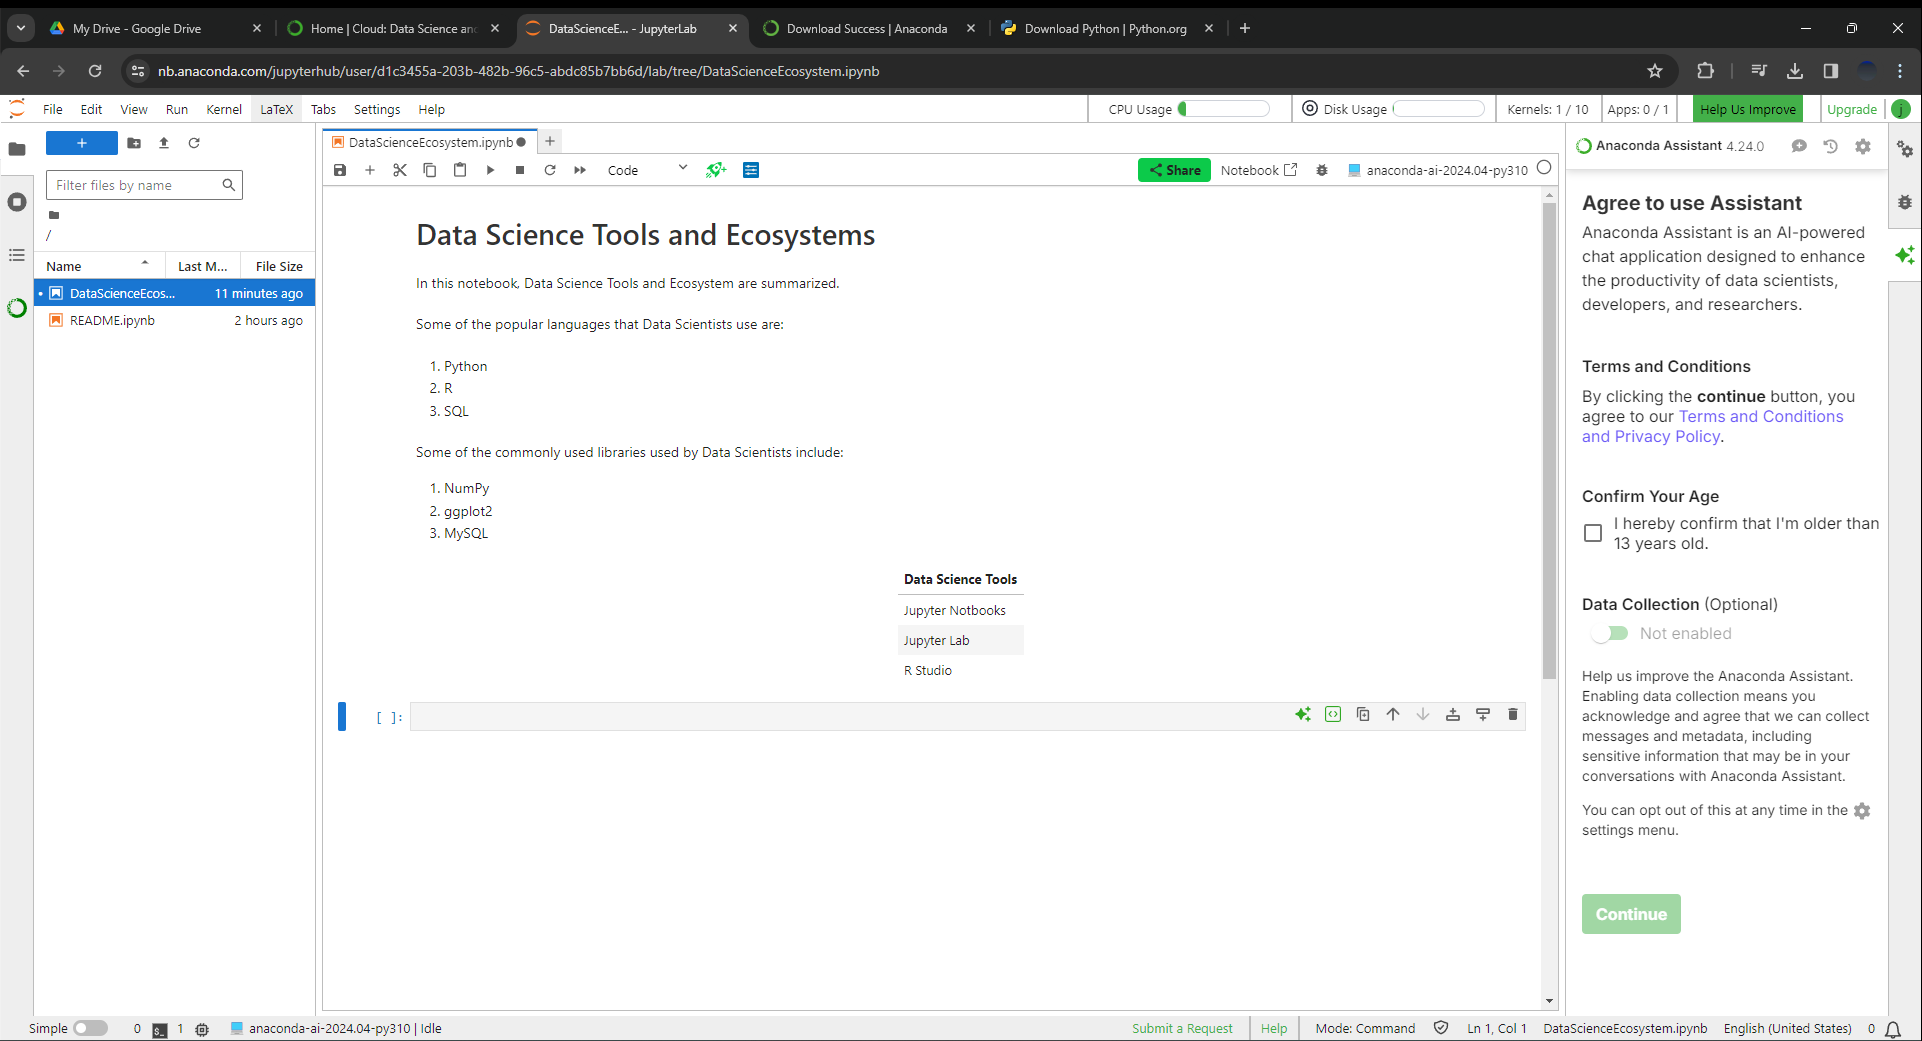 My Drive - Google Drive
Home | Cloud: Data Science and
DataScienceE... - JupyterLab
Download Success | Anaconda
Download Python | Python.org
nb.anaconda.com/jupyterhub/user/d1c3455a-203b-482b-96c5-abdc85b7bb6d/lab/tree/DataScienceEcosystem.ipynb
File Edit View Run Kernel LaTeX Tabs Settings Help
CPU Usage
Disk Usage
Kernels: 1 / 10
Apps: 0 / 1
Help Us Improve
Upgrade
j
Filter files by name
/
Name Last M... File Size
DataScienceEcos... 11 minutes ago
README.ipynb 2 hours ago
DataScienceEcosystem.ipynb
Code
Share
Notebook
anaconda-ai-2024.04-py310
Data Science Tools and Ecosystems
In this notebook, Data Science Tools and Ecosystem are summarized.
Some of the popular languages that Data Scientists use are:
1. Python
2. R
3. SQL
Some of the commonly used libraries used by Data Scientists include:
1. NumPy
2. ggplot2
3. MySQL
Data Science Tools
Jupyter Notbooks
Jupyter Lab
R Studio
[ ]:
Anaconda Assistant 4.24.0
Agree to use Assistant
Anaconda Assistant is an AI-powered
chat application designed to enhance
the productivity of data scientists,
developers, and researchers.
Terms and Conditions
By clicking the continue button, you
agree to our Terms and Conditions
and Privacy Policy.
Confirm Your Age
I hereby confirm that I'm older than
13 years old.
Data Collection (Optional)
Not enabled
Help us improve the Anaconda Assistant.
Enabling data collection means you
acknowledge and agree that we can collect
messages and metadata, including
sensitive information that may be in your
conversations with Anaconda Assistant.
You can opt out of this at any time in the
settings menu.
Continue
Simple 0 1 anaconda-ai-2024.04-py310 | Idle
Submit a Request Help Mode: Command Ln 1, Col 1 DataScienceEcosystem.ipynb English (United States) 0